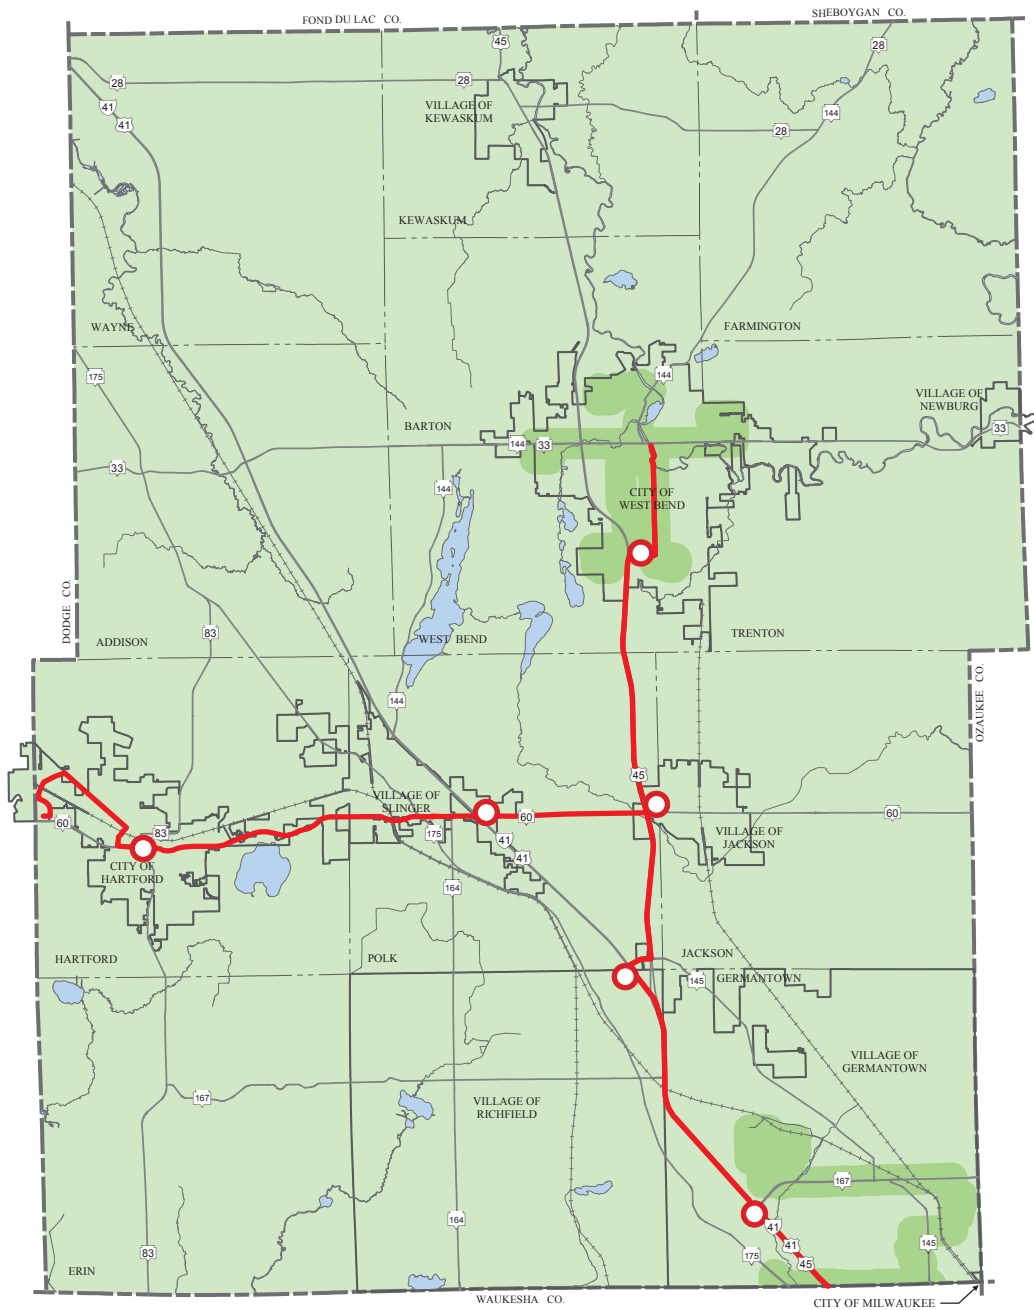 FOND DU LAC CO.
SHEBOYGAN CO.
45
28
28
28
41
41
VILLAGE OF
KEWASKUM
144
28
KEWASKUM
WAYNE
FARMINGTON
175
144
VILLAGE OF
NEWBURG
BARTON
33
144
33
33
144
CITY OF
WEST BEND
DODGE CO.
83
ADDISON
WEST BEND
TRENTON
144
OZAUKEE CO.
45
VILLAGE OF
SLINGER
60
60
60
83
175
41
41
VILLAGE OF
JACKSON
CITY OF
HARTFORD
164
HARTFORD
POLK
JACKSON
145
GERMANTOWN
VILLAGE OF
GERMANTOWN
167
VILLAGE OF
RICHFIELD
167
164
41
41
45
145
83
175
ERIN
WAUKESHA CO.
CITY OF MILWAUKEE